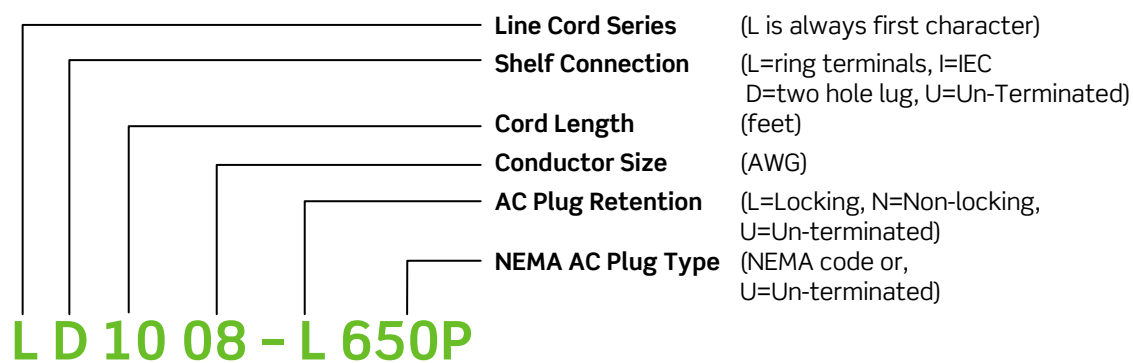 Line Cord Series (L is always first character)
Shelf Connection (L=ring terminals, I=IEC
D=two hole lug, U=Un-Terminated)
Cord Length (feet)
Conductor Size (AWG)
AC Plug Retention (L=Locking, N=Non-locking,
U=Un-terminated)
NEMA AC Plug Type (NEMA code or,
U=Un-terminated)
L D 10 08 – L 650P